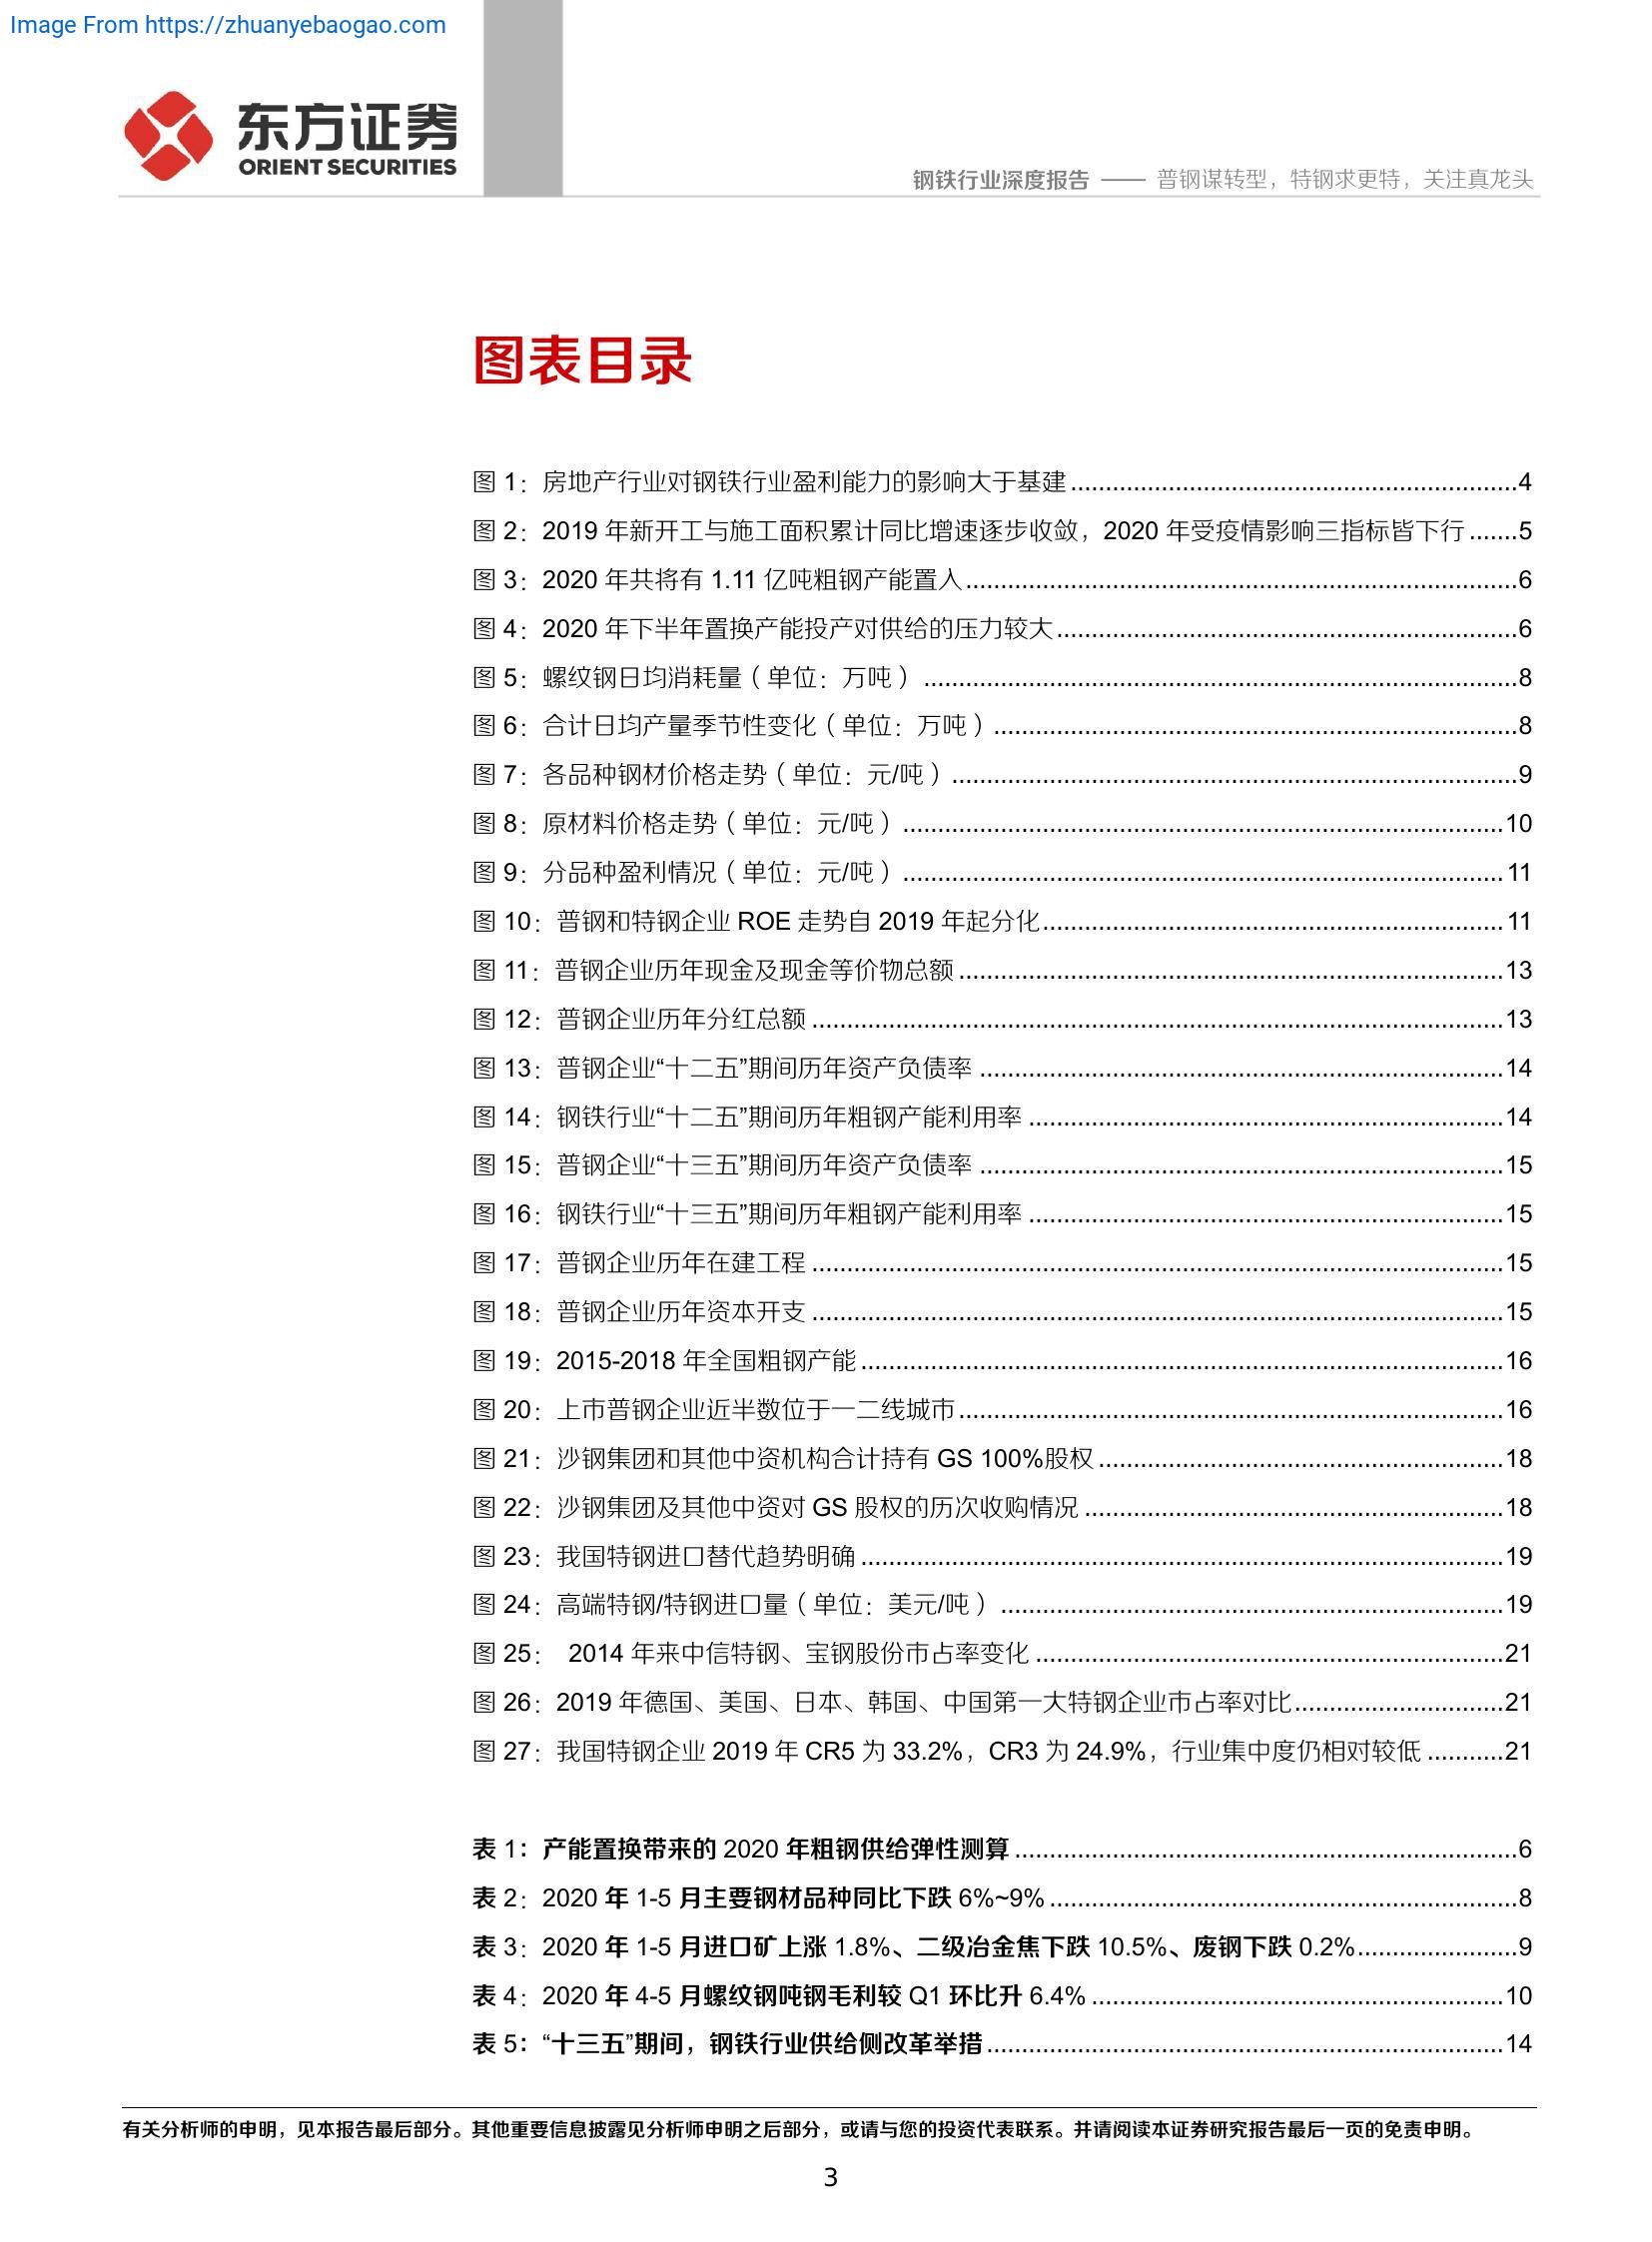 Image From https://zhuanyebaogao.com
东方证券
ORIENT SECURITIES
钢铁行业深度报告 —— 普钢谋转型，特钢求更特，关注真龙头
图表目录
图 1：房地产行业对钢铁行业盈利能力的影响大于基建................................................................4
图 2：2019 年新开工与施工面积累计同比增速逐步收敛，2020 年受疫情影响三指标皆下行.......5
图 3：2020 年共将有 1.11 亿吨粗钢产能置入...............................................................................6
图 4：2020 年下半年置换产能投产对供给的压力较大..................................................................6
图 5：螺纹钢日均消耗量（单位：万吨）.....................................................................................8
图 6：合计日均产量季节性变化（单位：万吨）...........................................................................8
图 7：各品种钢材价格走势（单位：元/吨）.................................................................................9
图 8：原材料价格走势（单位：元/吨）......................................................................................10
图 9：分品种盈利情况（单位：元/吨）......................................................................................11
图 10：普钢和特钢企业 ROE 走势自 2019 年起分化..................................................................11
图 11：普钢企业历年现金及现金等价物总额..............................................................................13
图 12：普钢企业历年分红总额...................................................................................................13
图 13：普钢企业“十二五”期间历年资产负债率...........................................................................14
图 14：钢铁行业“十二五”期间历年粗钢产能利用率....................................................................14
图 15：普钢企业“十三五”期间历年资产负债率...........................................................................15
图 16：钢铁行业“十三五”期间历年粗钢产能利用率....................................................................15
图 17：普钢企业历年在建工程...................................................................................................15
图 18：普钢企业历年资本开支...................................................................................................15
图 19：2015-2018 年全国粗钢产能............................................................................................16
图 20：上市普钢企业近半数位于一二线城市..............................................................................16
图 21：沙钢集团和其他中资机构合计持有 GS 100%股权..........................................................18
图 22：沙钢集团及其他中资对 GS 股权的历次收购情况............................................................18
图 23：我国特钢进口替代趋势明确............................................................................................19
图 24：高端特钢/特钢进口量（单位：美元/吨）........................................................................19
图 25： 2014 年来中信特钢、宝钢股份市占率变化...................................................................21
图 26：2019 年德国、美国、日本、韩国、中国第一大特钢企业市占率对比..............................21
图 27：我国特钢企业 2019 年 CR5 为 33.2%，CR3 为 24.9%，行业集中度仍相对较低...........21
表 1：产能置换带来的 2020 年粗钢供给弹性测算........................................................................6
表 2：2020 年 1-5 月主要钢材品种同比下跌 6%~9%...................................................................8
表 3：2020 年 1-5 月进口矿上涨 1.8%、二级冶金焦下跌 10.5%、废钢下跌 0.2%.......................9
表 4：2020 年 4-5 月螺纹钢吨钢毛利较 Q1 环比升 6.4%...........................................................10
表 5：“十三五”期间，钢铁行业供给侧改革举措..........................................................................14
有关分析师的申明，见本报告最后部分。其他重要信息披露见分析师申明之后部分，或请与您的投资代表联系。并请阅读本证券研究报告最后一页的免责申明。
3